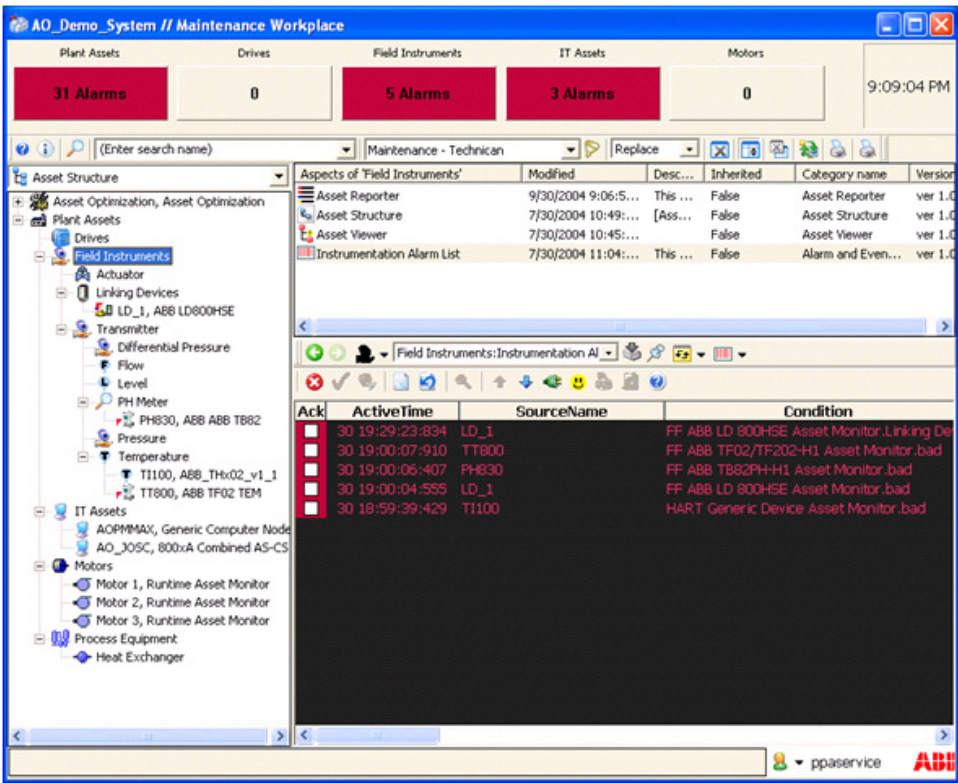 AO_Demo_System // Maintenance Workplace
Plant Assets Drives Field Instruments IT Assets Motors
31 Alarms 0 5 Alarms 3 Alarms 0 9:09:04 PM
(Enter search name) Maintenance - Technican Replace
Asset Structure
Asset Optimization, Asset Optimization
Plant Assets
Drives
Field Instruments
Actuator
Linking Devices
LD_1, ABB LD800HSE
Transmitter
Differential Pressure
Flow
Level
PH Meter
PH830, ABB ABB TB82
Pressure
Temperature
TI100, ABB_THx02_v1_1
TT800, ABB TF02 TEM
IT Assets
AOPMMAX, Generic Computer Node
AO_JOSC, 800xA Combined AS-CS
Motors
Motor 1, Runtime Asset Monitor
Motor 2, Runtime Asset Monitor
Motor 3, Runtime Asset Monitor
Process Equipment
Heat Exchanger
Aspects of 'Field Instruments' Modified Desc... Inherited Category name Version
Asset Reporter 9/30/2004 9:06:5... This ... False Asset Reporter ver 1.0
Asset Structure 7/30/2004 10:49:... [Ass... False Asset Structure ver 1.0
Asset Viewer 7/30/2004 10:45:... False Asset Viewer ver 1.0
Instrumentation Alarm List 7/30/2004 11:04:... This ... False Alarm and Even... ver 1.0
Field Instruments:Instrumentation Al
Ack ActiveTime SourceName Condition
30 19:29:23:834 LD_1 FF ABB LD 800HSE Asset Monitor.Linking De
30 19:00:07:910 TT800 FF ABB TF02/TF202-H1 Asset Monitor.bad
30 19:00:06:407 PH830 FF ABB TB82PH-H1 Asset Monitor.bad
30 19:00:04:555 LD_1 FF ABB LD 800HSE Asset Monitor.bad
30 18:59:39:429 TI100 HART Generic Device Asset Monitor.bad
ppaservice ABB